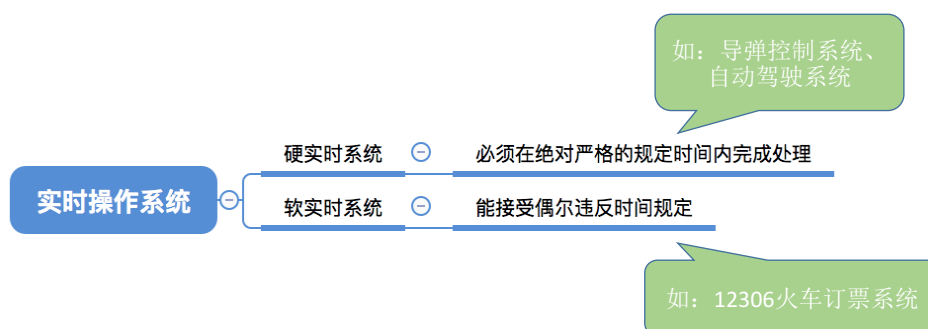 如：导弹控制系统、
自动驾驶系统
硬实时系统
必须在绝对严格的规定时间内完成处理
实时操作系统
软实时系统
能接受偶尔违反时间规定
如：12306火车订票系统